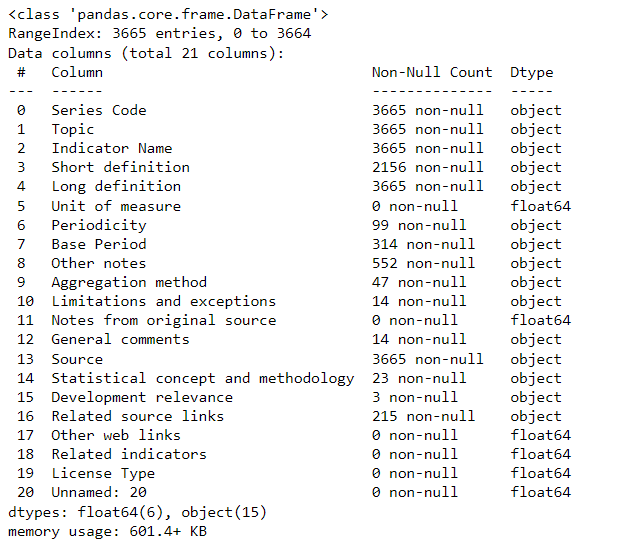 <class 'pandas.core.frame.DataFrame'>
RangeIndex: 3665 entries, 0 to 3664
Data columns (total 21 columns):
 #   Column                               Non-Null Count  Dtype
---  ------                               --------------  -----
 0   Series Code                          3665 non-null   object
 1   Topic                                3665 non-null   object
 2   Indicator Name                       3665 non-null   object
 3   Short definition                     2156 non-null   object
 4   Long definition                      3665 non-null   object
 5   Unit of measure                      0 non-null      float64
 6   Periodicity                          99 non-null     object
 7   Base Period                          314 non-null    object
 8   Other notes                          552 non-null    object
 9   Aggregation method                   47 non-null     object
 10  Limitations and exceptions           14 non-null     object
 11  Notes from original source           0 non-null      float64
 12  General comments                     14 non-null     object
 13  Source                               3665 non-null   object
 14  Statistical concept and methodology  23 non-null     object
 15  Development relevance                3 non-null      object
 16  Related source links                 215 non-null    object
 17  Other web links                      0 non-null      float64
 18  Related indicators                   0 non-null      float64
 19  License Type                         0 non-null      float64
 20  Unnamed: 20                          0 non-null      float64
dtypes: float64(6), object(15)
memory usage: 601.4+ KB